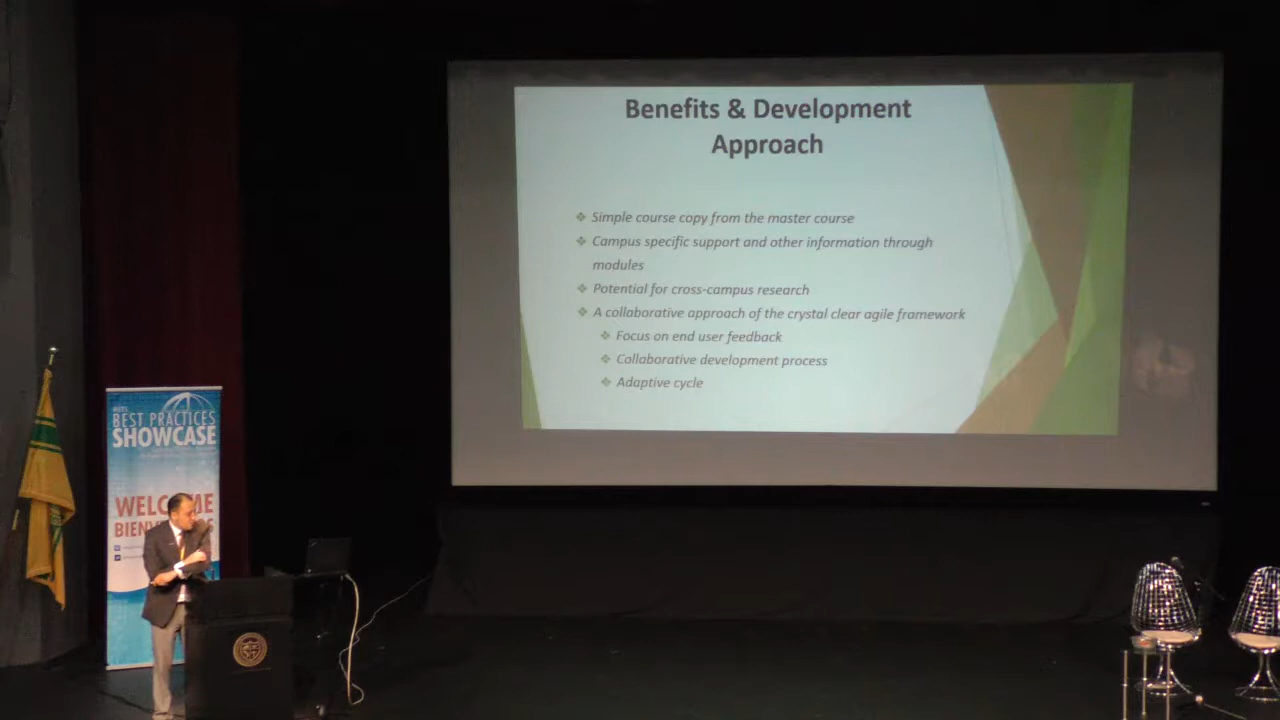 Benefits & Development
Approach
Simple course copy from the master course
Campus specific support and other information through
modules
Potential for cross-campus research
A collaborative approach of the crystal clear agile framework
Focus on end user feedback
Collaborative development process
Adaptive cycle
BEST PRACTICES
SHOWCASE